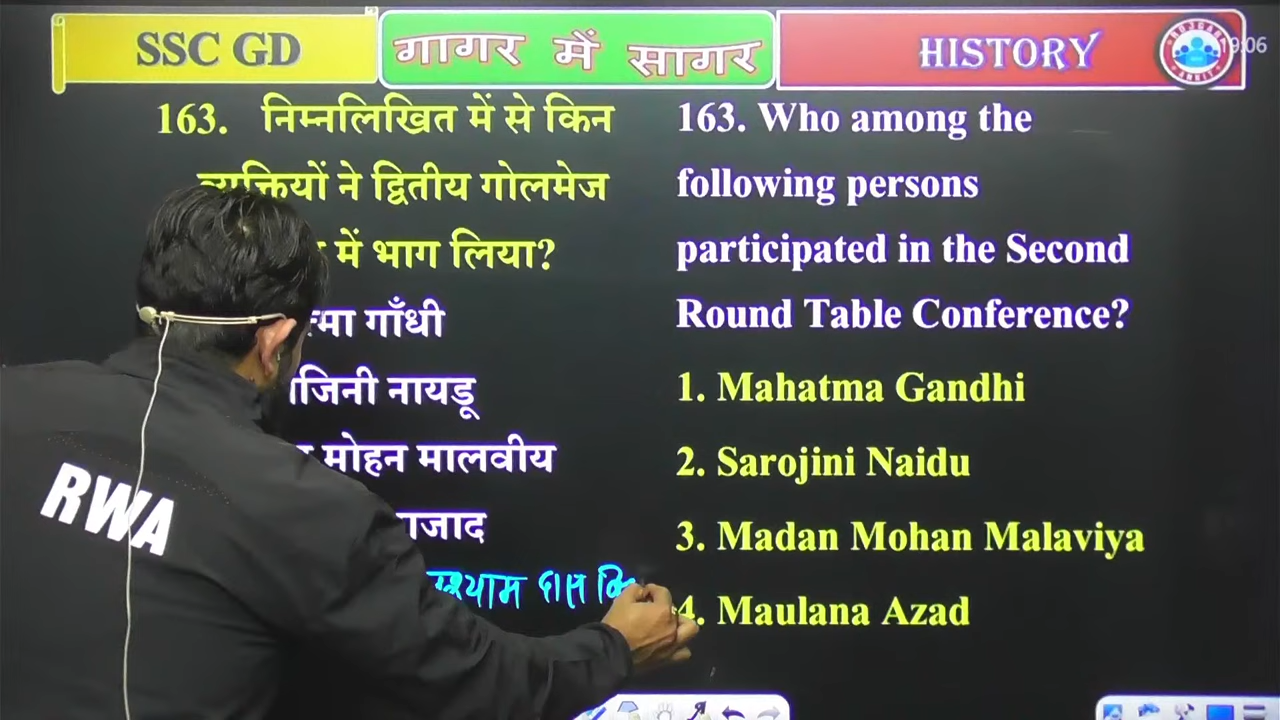 SSC GD
गागर में सागर
HISTORY
19:06
163. निम्नलिखित में से किन
व्यक्तियों ने द्वितीय गोलमेज
में भाग लिया?
गाँधी
नायडू
मोहन मालवीय
दास
163. Who among the
following persons
participated in the Second
Round Table Conference?
1. Mahatma Gandhi
2. Sarojini Naidu
3. Madan Mohan Malaviya
4. Maulana Azad
RWA